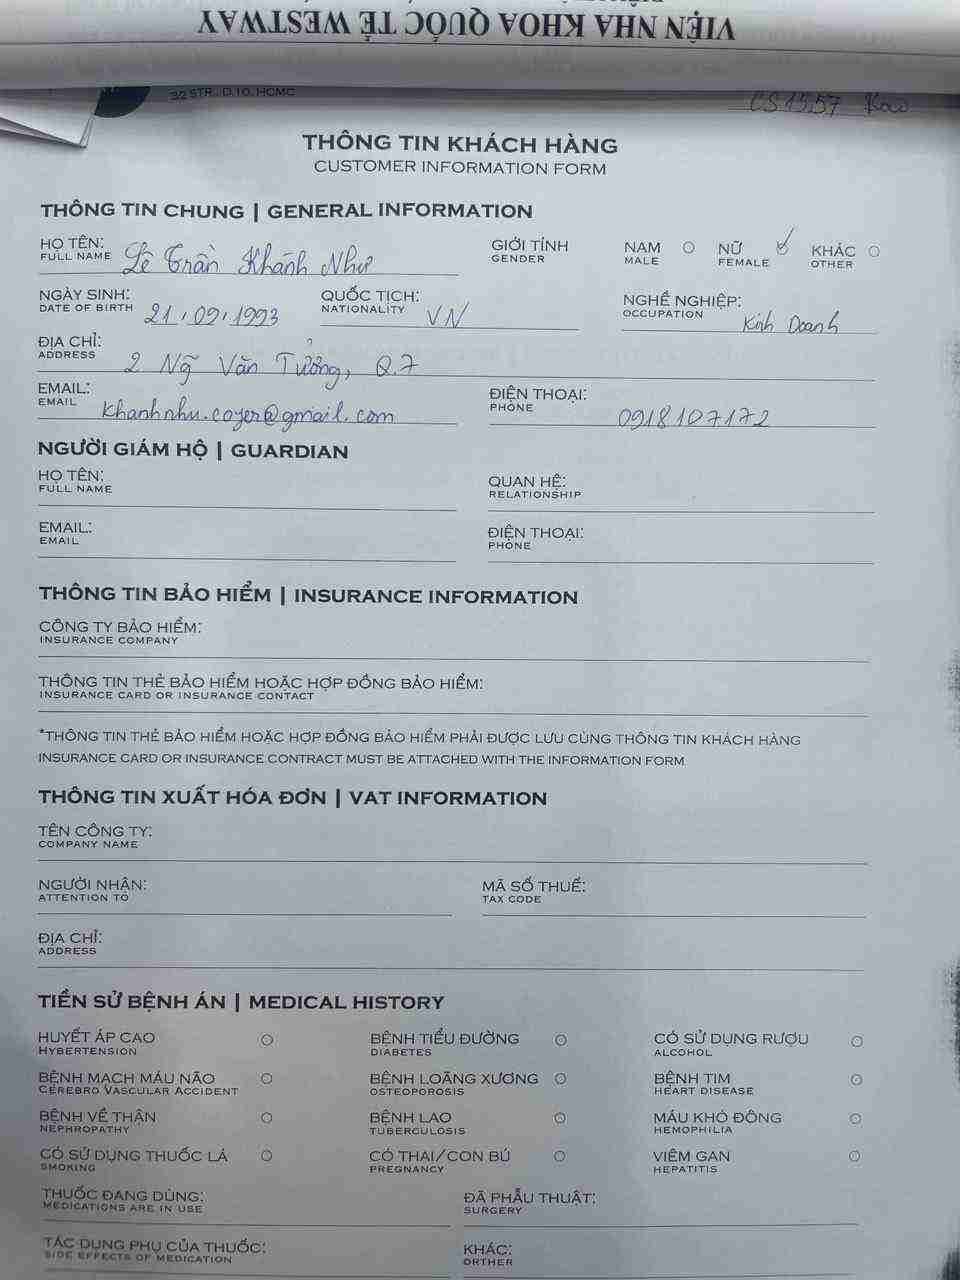 VIỆN NHA KHOA QUỐC TẾ WESTWAY
32 STR., D.10, HCMC
CS1557
THÔNG TIN KHÁCH HÀNG
CUSTOMER INFORMATION FORM
THÔNG TIN CHUNG | GENERAL INFORMATION
HỌ TÊN: Lê Trần Khánh Như GIỚI TÍNH NAM NỮ KHÁC
FULL NAME GENDER MALE FEMALE OTHER
NGÀY SINH: 21.09.1993 QUỐC TỊCH: VN NGHỀ NGHIỆP: Kinh Doanh
DATE OF BIRTH NATIONALITY OCCUPATION
ĐỊA CHỈ: 2 Ng̃ Văn Tưởng, Q.7
ADDRESS
EMAIL: khanhnhu.coyer@gmail.com ĐIỆN THOẠI: 0918107172
EMAIL PHONE
NGƯỜI GIÁM HỘ | GUARDIAN
HỌ TÊN: QUAN HỆ:
FULL NAME RELATIONSHIP
EMAIL: ĐIỆN THOẠI:
EMAIL PHONE
THÔNG TIN BẢO HIỂM | INSURANCE INFORMATION
CÔNG TY BẢO HIỂM:
INSURANCE COMPANY
THÔNG TIN THẺ BẢO HIỂM HOẶC HỢP ĐỒNG BẢO HIỂM:
INSURANCE CARD OR INSURANCE CONTACT
*THÔNG TIN THẺ BẢO HIỂM HOẶC HỢP ĐỒNG BẢO HIỂM PHẢI ĐƯỢC LƯU CÙNG THÔNG TIN KHÁCH HÀNG
INSURANCE CARD OR INSURANCE CONTRACT MUST BE ATTACHED WITH THE INFORMATION FORM
THÔNG TIN XUẤT HÓA ĐƠN | VAT INFORMATION
TÊN CÔNG TY:
COMPANY NAME
NGƯỜI NHẬN: MÃ SỐ THUẾ:
ATTENTION TO TAX CODE
ĐỊA CHỈ:
ADDRESS
TIỀN SỬ BỆNH ÁN | MEDICAL HISTORY
HUYẾT ÁP CAO BỆNH TIỂU ĐƯỜNG CÓ SỬ DỤNG RƯỢU
HYBERTENSION DIABETES ALCOHOL
BỆNH MẠCH MÁU NÃO BỆNH LOÃNG XƯƠNG BỆNH TIM
CEREBRO VASCULAR ACCIDENT OSTEOPOROSIS HEART DISEASE
BỆNH VỀ THẬN BỆNH LAO MÁU KHÓ ĐÔNG
NEPHROPATHY TUBERCULOSIS HEMOPHILIA
CÓ SỬ DỤNG THUỐC LÁ CÓ THAI/CON BÚ VIÊM GAN
SMOKING PREGNANCY HEPATITIS
THUỐC ĐANG DÙNG: ĐÃ PHẪU THUẬT:
MEDICATIONS ARE IN USE SURGERY
TÁC DỤNG PHỤ CỦA THUỐC: KHÁC:
SIDE EFFECTS OF MEDICATION ORTHER